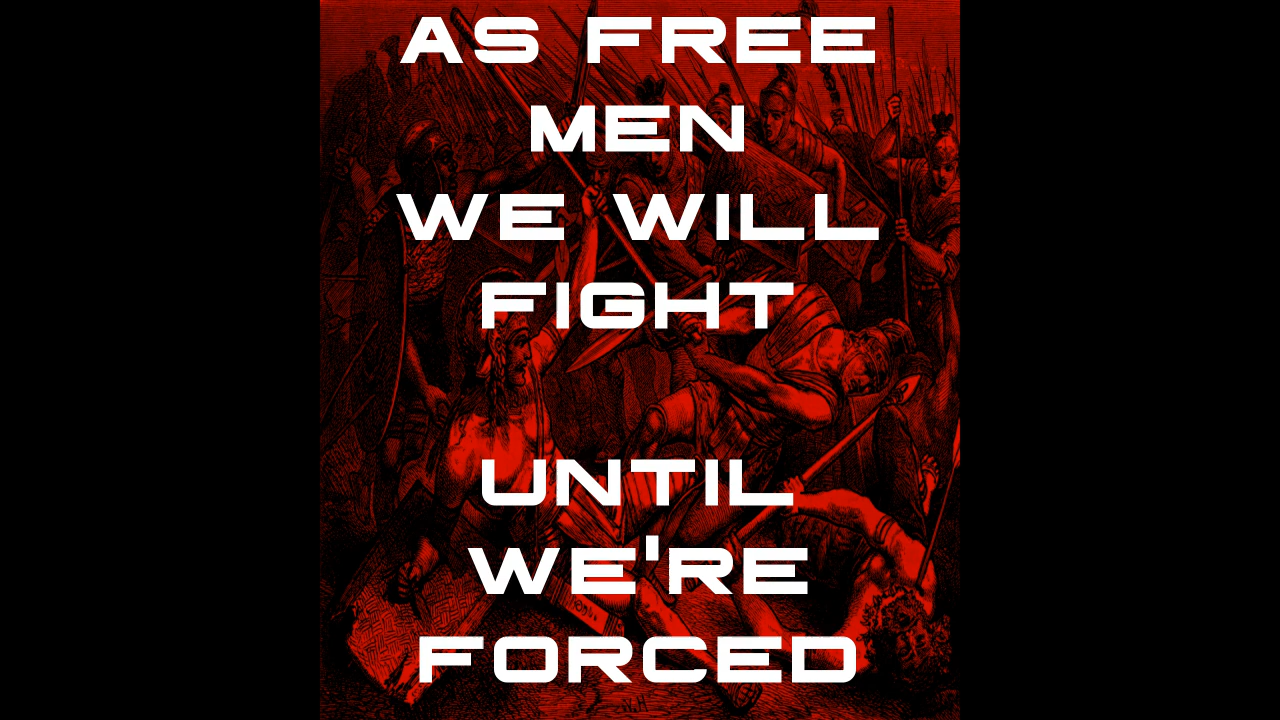 AS FREE
MEN
WE WILL
FIGHT
UNTIL
WE'RE
FORCED